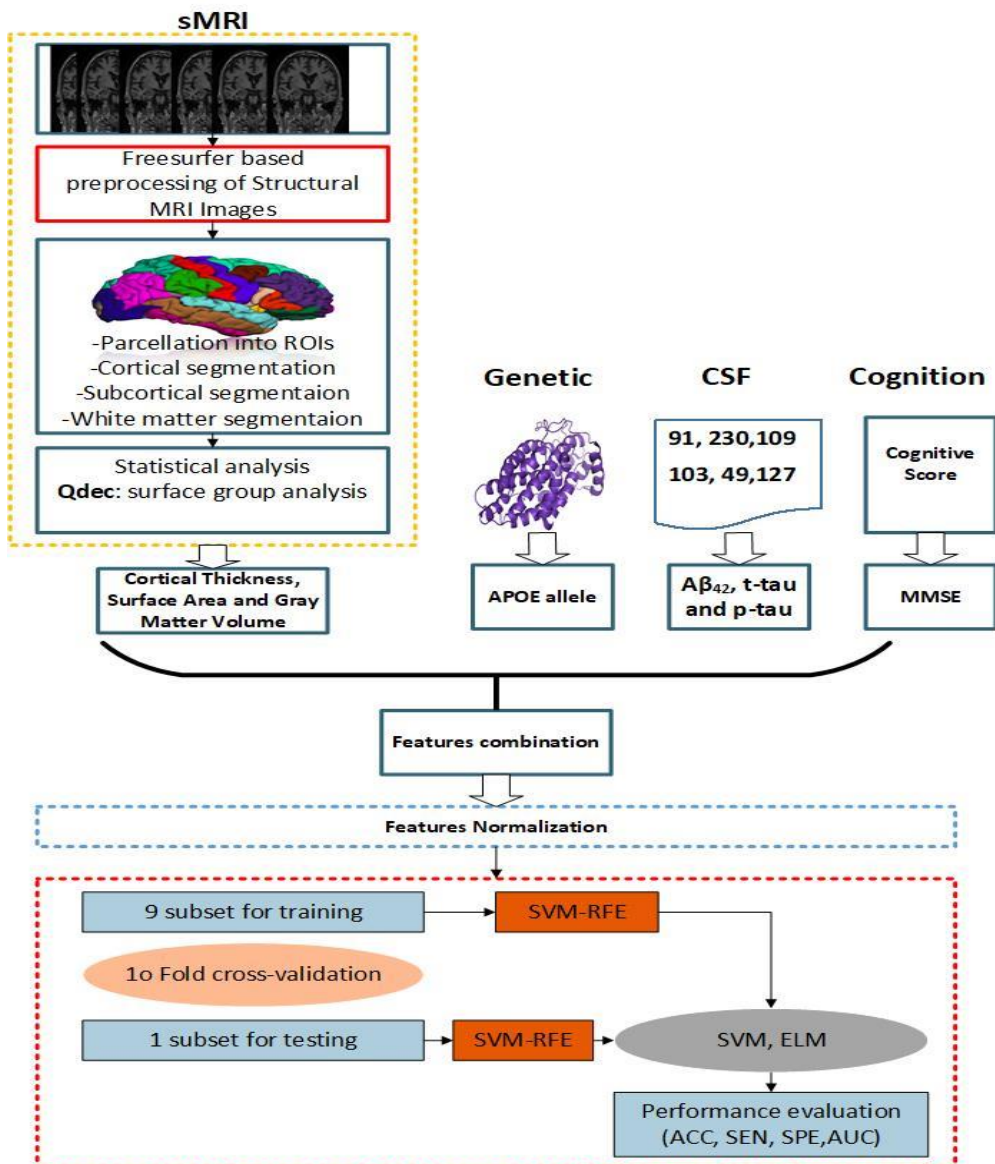 sMRI
Freesurfer based
preprocessing of Structural
MRI Images
-Parcellation into ROIs
-Cortical segmentation
-Subcortical segmentaion
-White matter segmentaion
Statistical analysis
Qdec: surface group analysis
Cortical Thickness,
Surface Area and Gray
Matter Volume
Genetic
APOE allele
CSF
91, 230,109
103, 49,127
Aβ₄₂, t-tau
and p-tau
Cognition
Cognitive
Score
MMSE
Features combination
Features Normalization
9 subset for training
SVM-RFE
1o Fold cross-validation
1 subset for testing
SVM-RFE
SVM, ELM
Performance evaluation
(ACC, SEN, SPE,AUC)